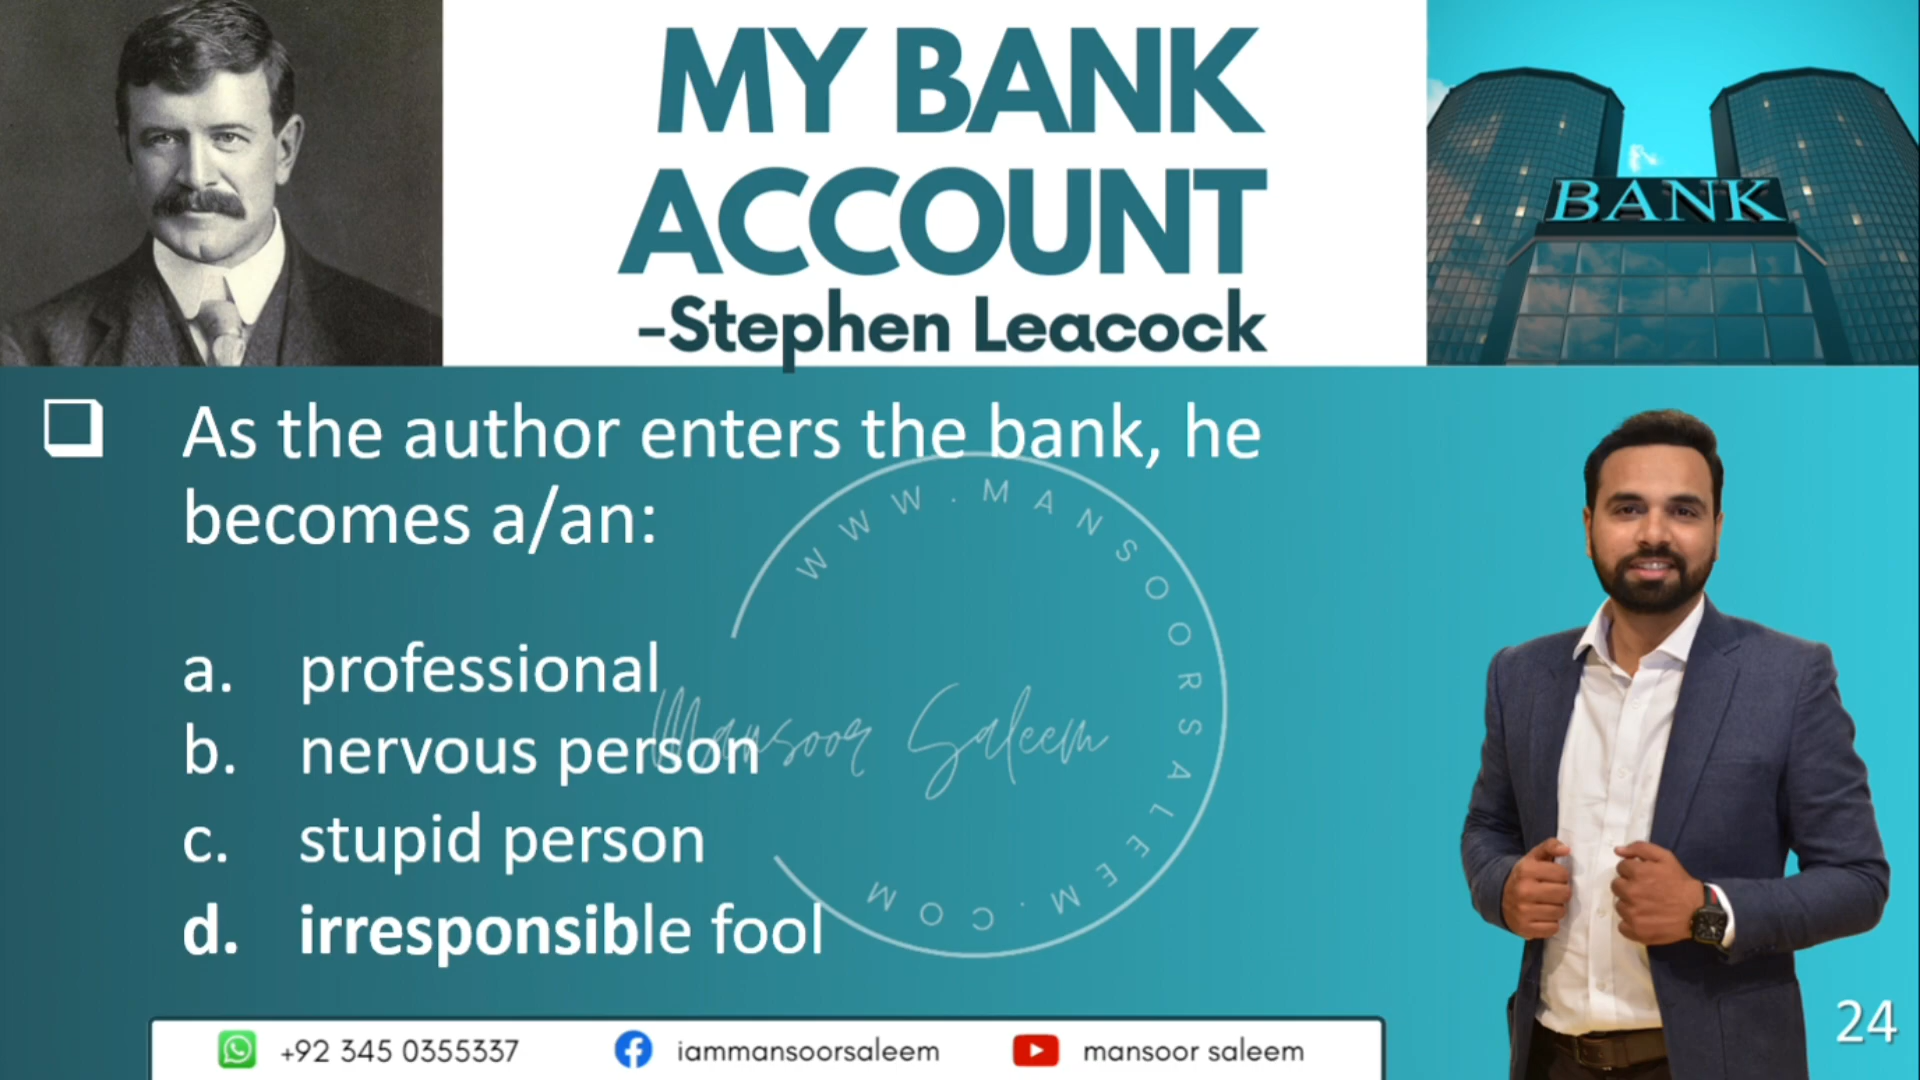 MY BANK
ACCOUNT
-Stephen Leacock
BANK
As the author enters the bank, he
becomes a/an:
a. professional
b. nervous person
c. stupid person
d. irresponsible fool
WWW.MANSOORSALEEM.COM
Mansoor Saleem
+92 345 0355337
iammansoorsaleem
mansoor saleem
24